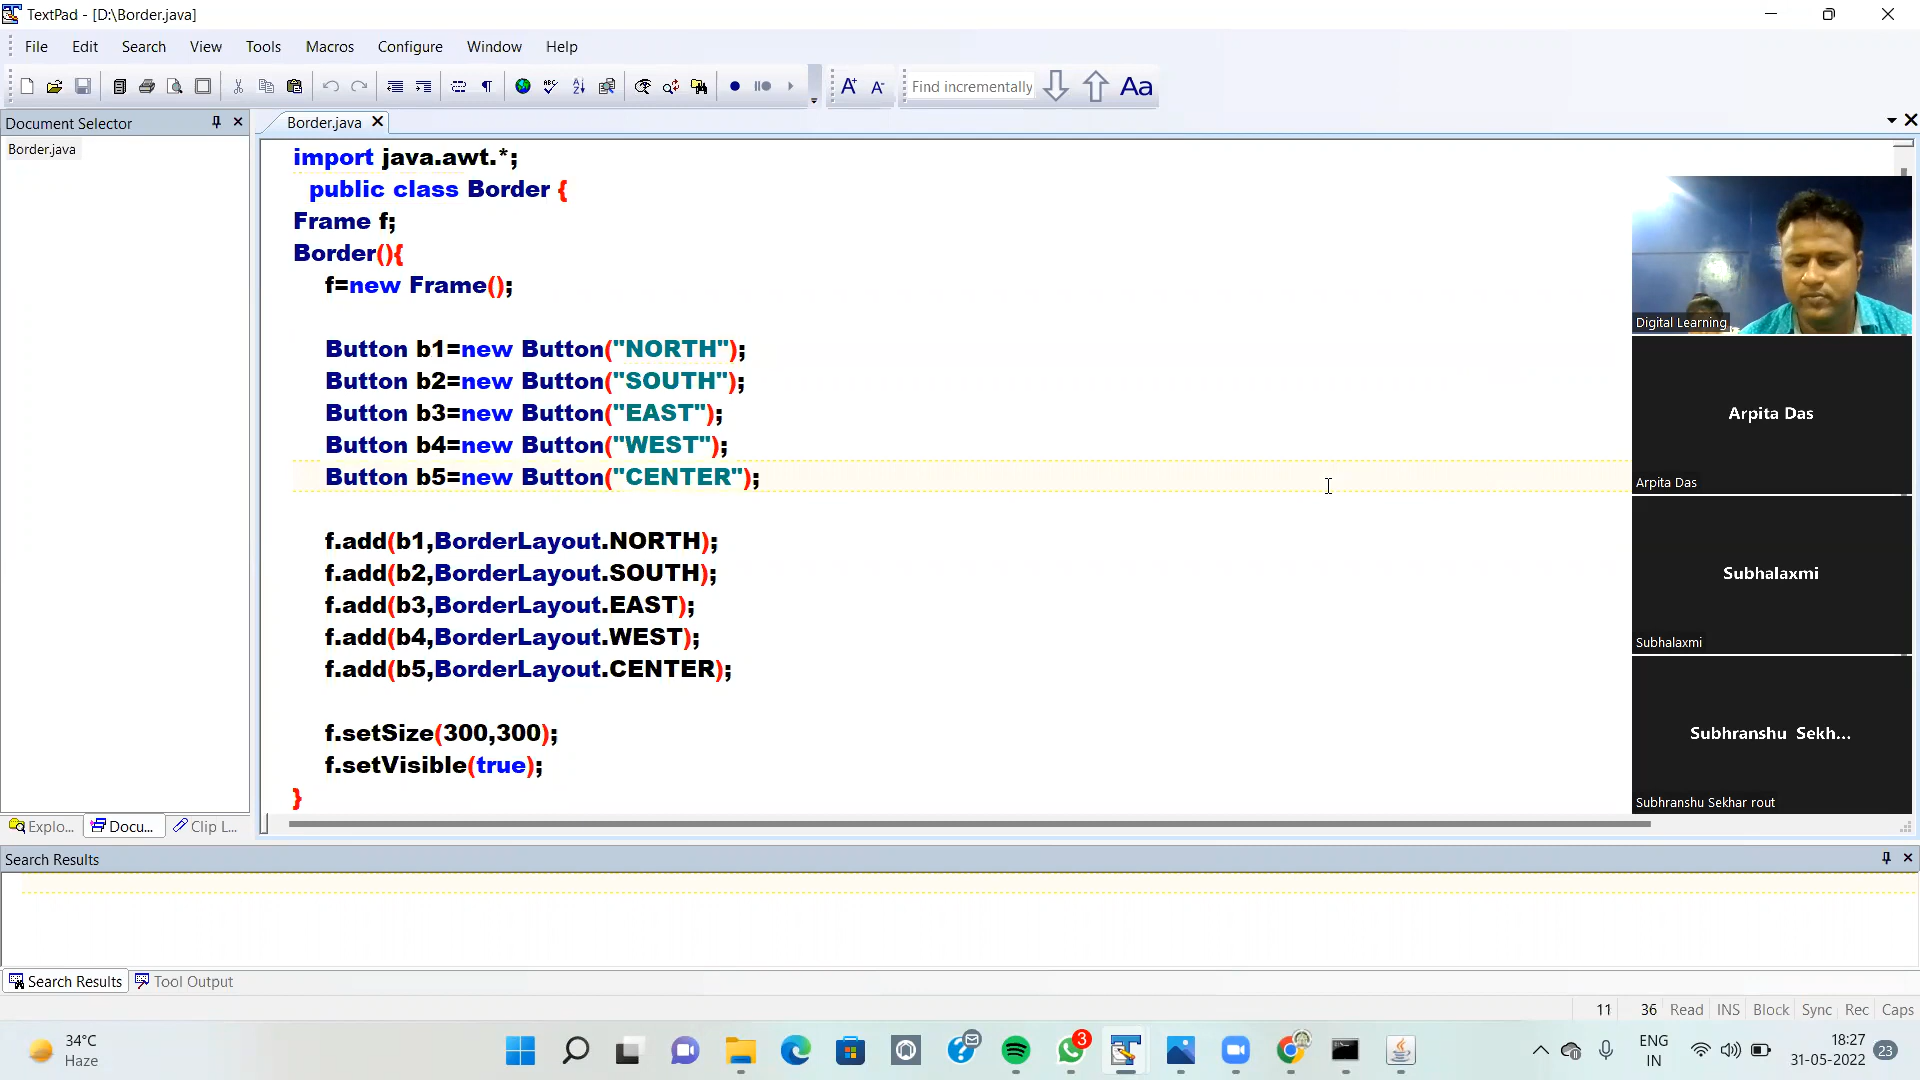 TextPad - [D:\Border.java]
File Edit Search View Tools Macros Configure Window Help
Find incrementally
Document Selector
Border.java
Border.java
import java.awt.*;
public class Border {
Frame f;
Border(){
f=new Frame();
Button b1=new Button("NORTH");
Button b2=new Button("SOUTH");
Button b3=new Button("EAST");
Button b4=new Button("WEST");
Button b5=new Button("CENTER");
f.add(b1,BorderLayout.NORTH);
f.add(b2,BorderLayout.SOUTH);
f.add(b3,BorderLayout.EAST);
f.add(b4,BorderLayout.WEST);
f.add(b5,BorderLayout.CENTER);
f.setSize(300,300);
f.setVisible(true);
}
Digital Learning
Arpita Das
Arpita Das
Subhalaxmi
Subhalaxmi
Subhranshu Sekh...
Subhranshu Sekhar rout
Explo... Docu... Clip L...
Search Results
Search Results Tool Output
11 36 Read INS Block Sync Rec Caps
34°C
Haze
3
ENG
IN
18:27
31-05-2022
23